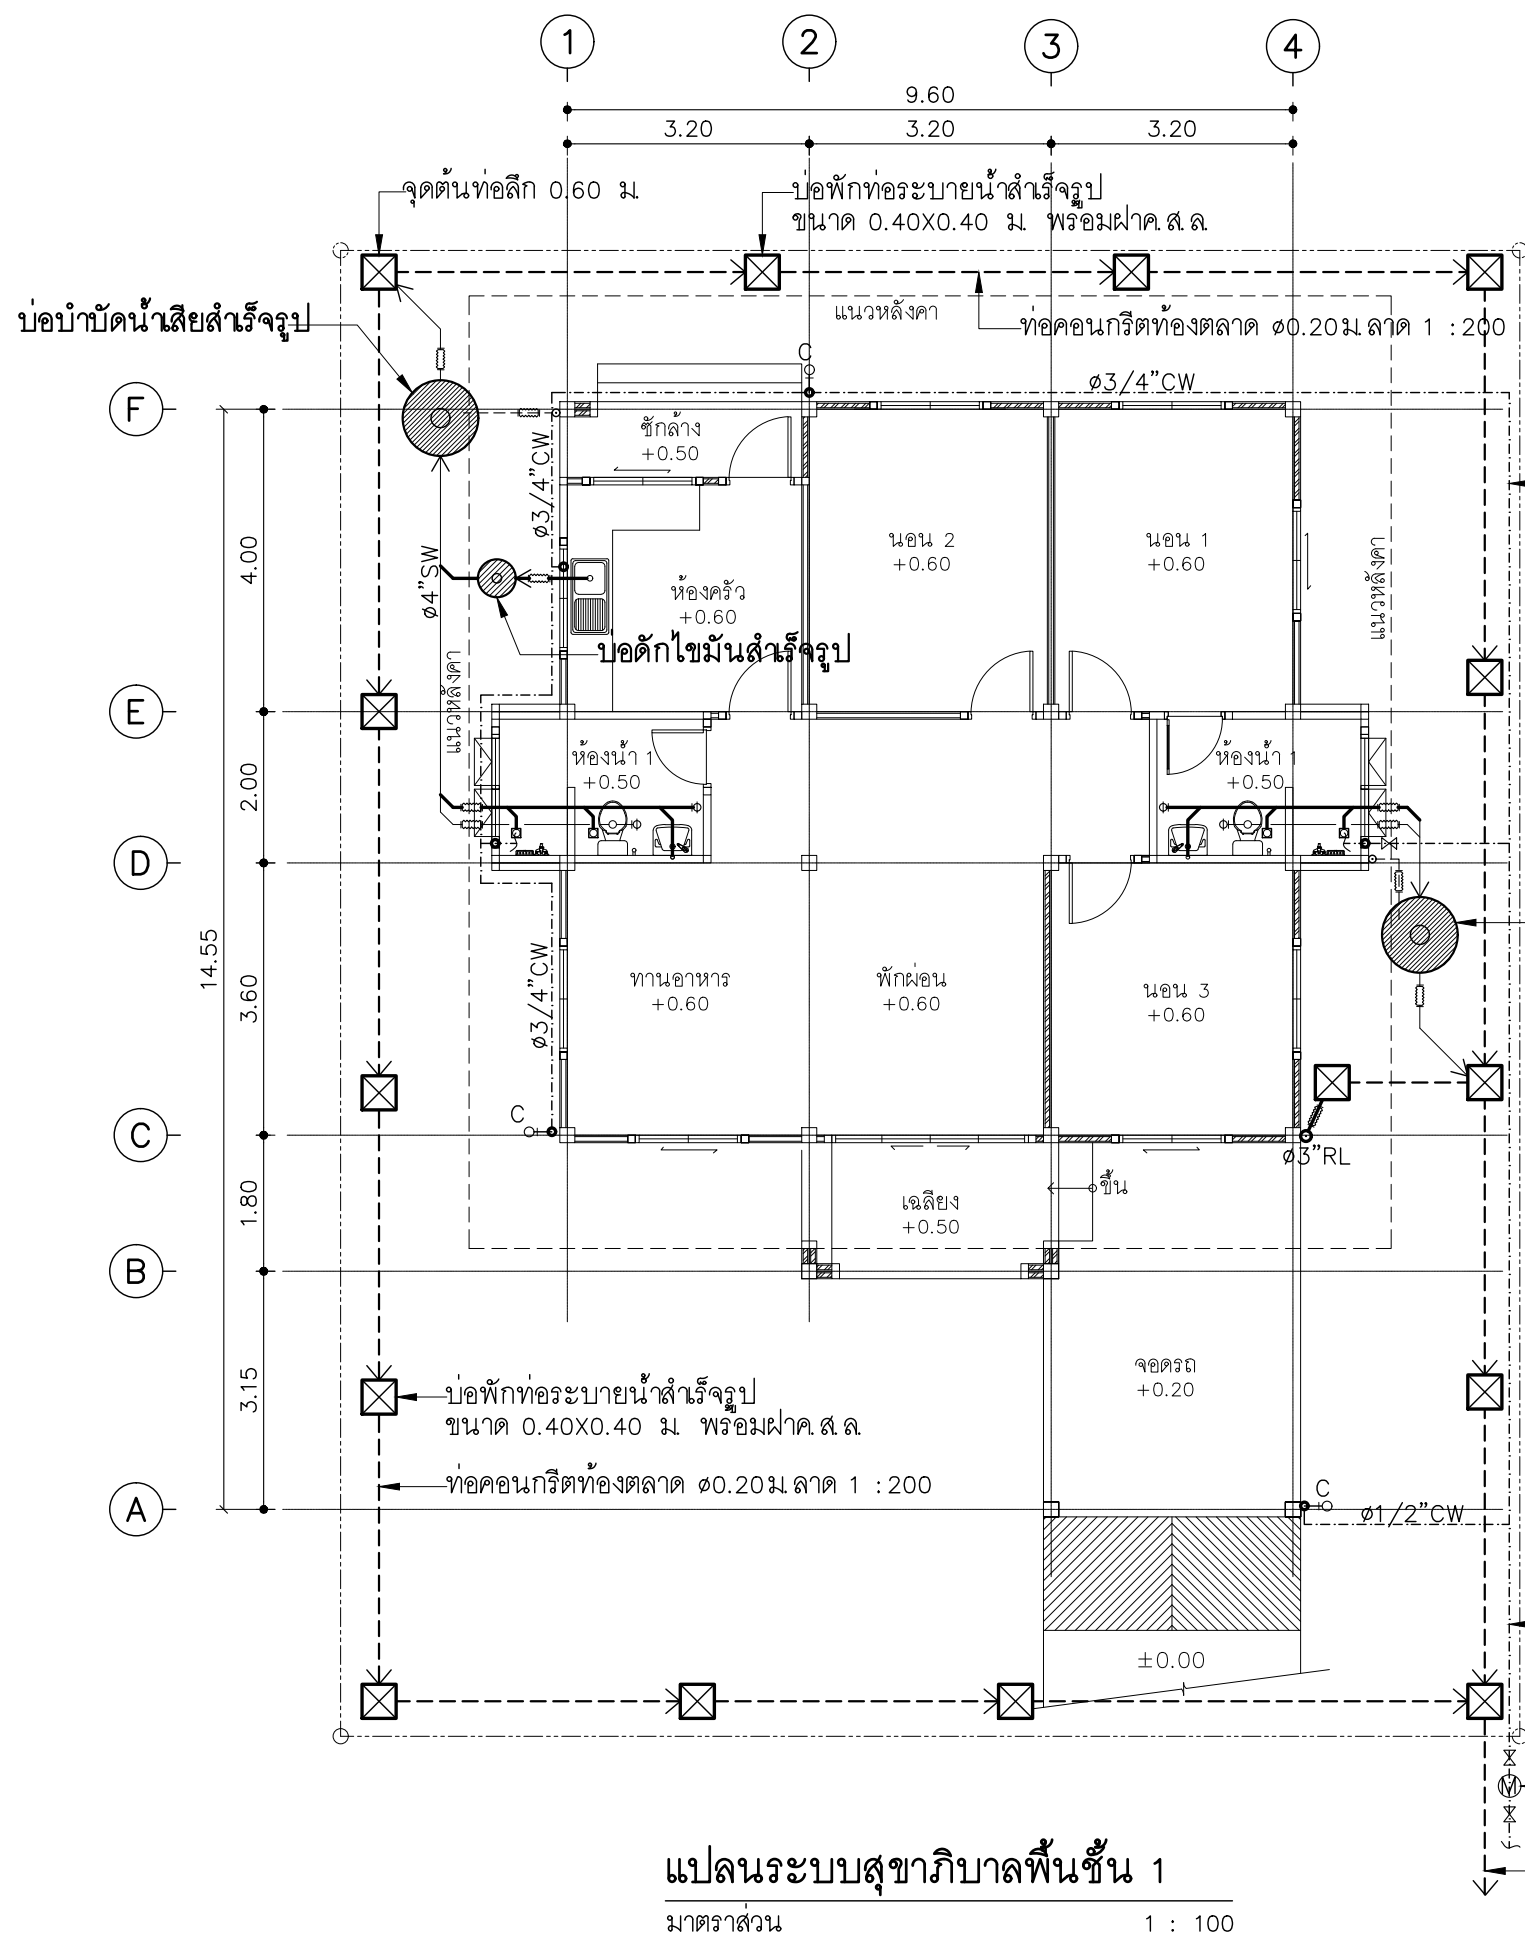 1
2
3
4
9.60
3.20
3.20
3.20
จุดต้นท่อลึก 0.60 ม.
บ่อพักท่อระบายน้ำสำเร็จรูป
ขนาด 0.40X0.40 ม. พร้อมฝาค.ส.ล.
บ่อบำบัดน้ำเสียสำเร็จรูป
แนวหลังคา
ท่อคอนกรีตท้องตลาด ø0.20ม.ลาด 1 :200
C
ø3/4"CW
F
ซักล้าง
+0.50
ø3/4"CW
4.00
ø4"SW
นอน 2
+0.60
นอน 1
+0.60
แนวหลังคา
ห้องครัว
+0.60
บอดักไขมันสำเร็จรูป
แนวหลังคา
E
2.00
ห้องน้ำ 1
+0.50
ห้องน้ำ 1
+0.50
D
14.55
3.60
ø3/4"CW
ทานอาหาร
+0.60
พักผ่อน
+0.60
นอน 3
+0.60
C
C
ø3"RL
1.80
เฉลียง
+0.50
ขึ้น
B
3.15
จอดรถ
+0.20
บ่อพักท่อระบายน้ำสำเร็จรูป
ขนาด 0.40X0.40 ม. พร้อมฝาค.ส.ล.
ท่อคอนกรีตท้องตลาด ø0.20ม.ลาด 1 :200
A
C
ø1/2"CW
±0.00
M
แปลนระบบสุขาภิบาลพื้นชั้น 1
มาตราส่วน 1 : 100